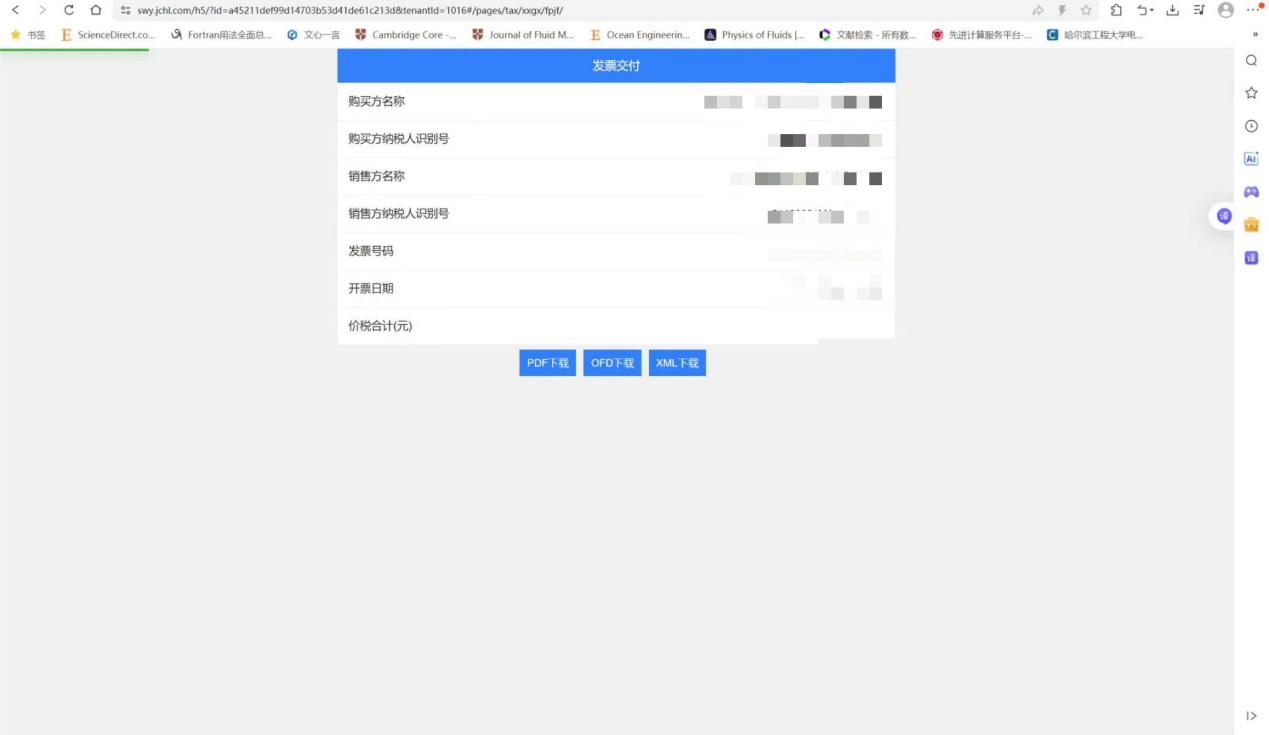 swy.jchl.com/h5/?id=a45211def99d14703b53d41de61c213d&tenantId=1016#/pages/tax/xxgx/fpjf/
书签 ScienceDirect.co... Fortran用法全面总... 文心一言 Cambridge Core -... Journal of Fluid M... Ocean Engineerin... Physics of Fluids |... 文献检索 - 所有数... 先进计算服务平台-... 哈尔滨工程大学电... »
发票交付
购买方名称
购买方纳税人识别号
销售方名称
销售方纳税人识别号
发票号码
开票日期
价税合计(元)
PDF下载 OFD下载 XML下载
AI
译
译